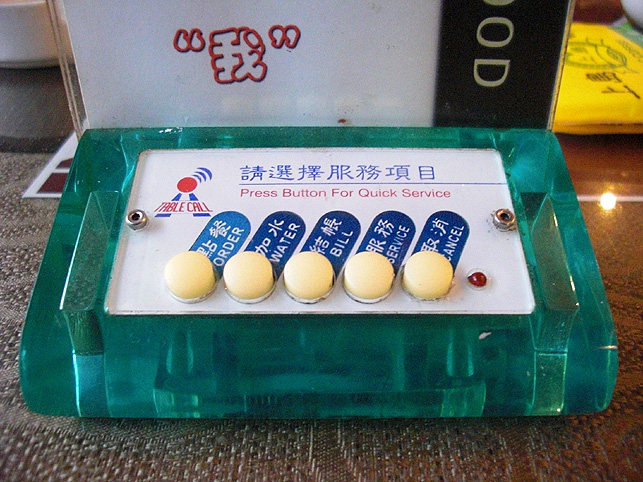 OOD
請選擇服務項目
Press Button For Quick Service
TABLE CALL
點餐
ORDER
加水
WATER
結帳
BILL
服務
SERVICE
取消
CANCEL